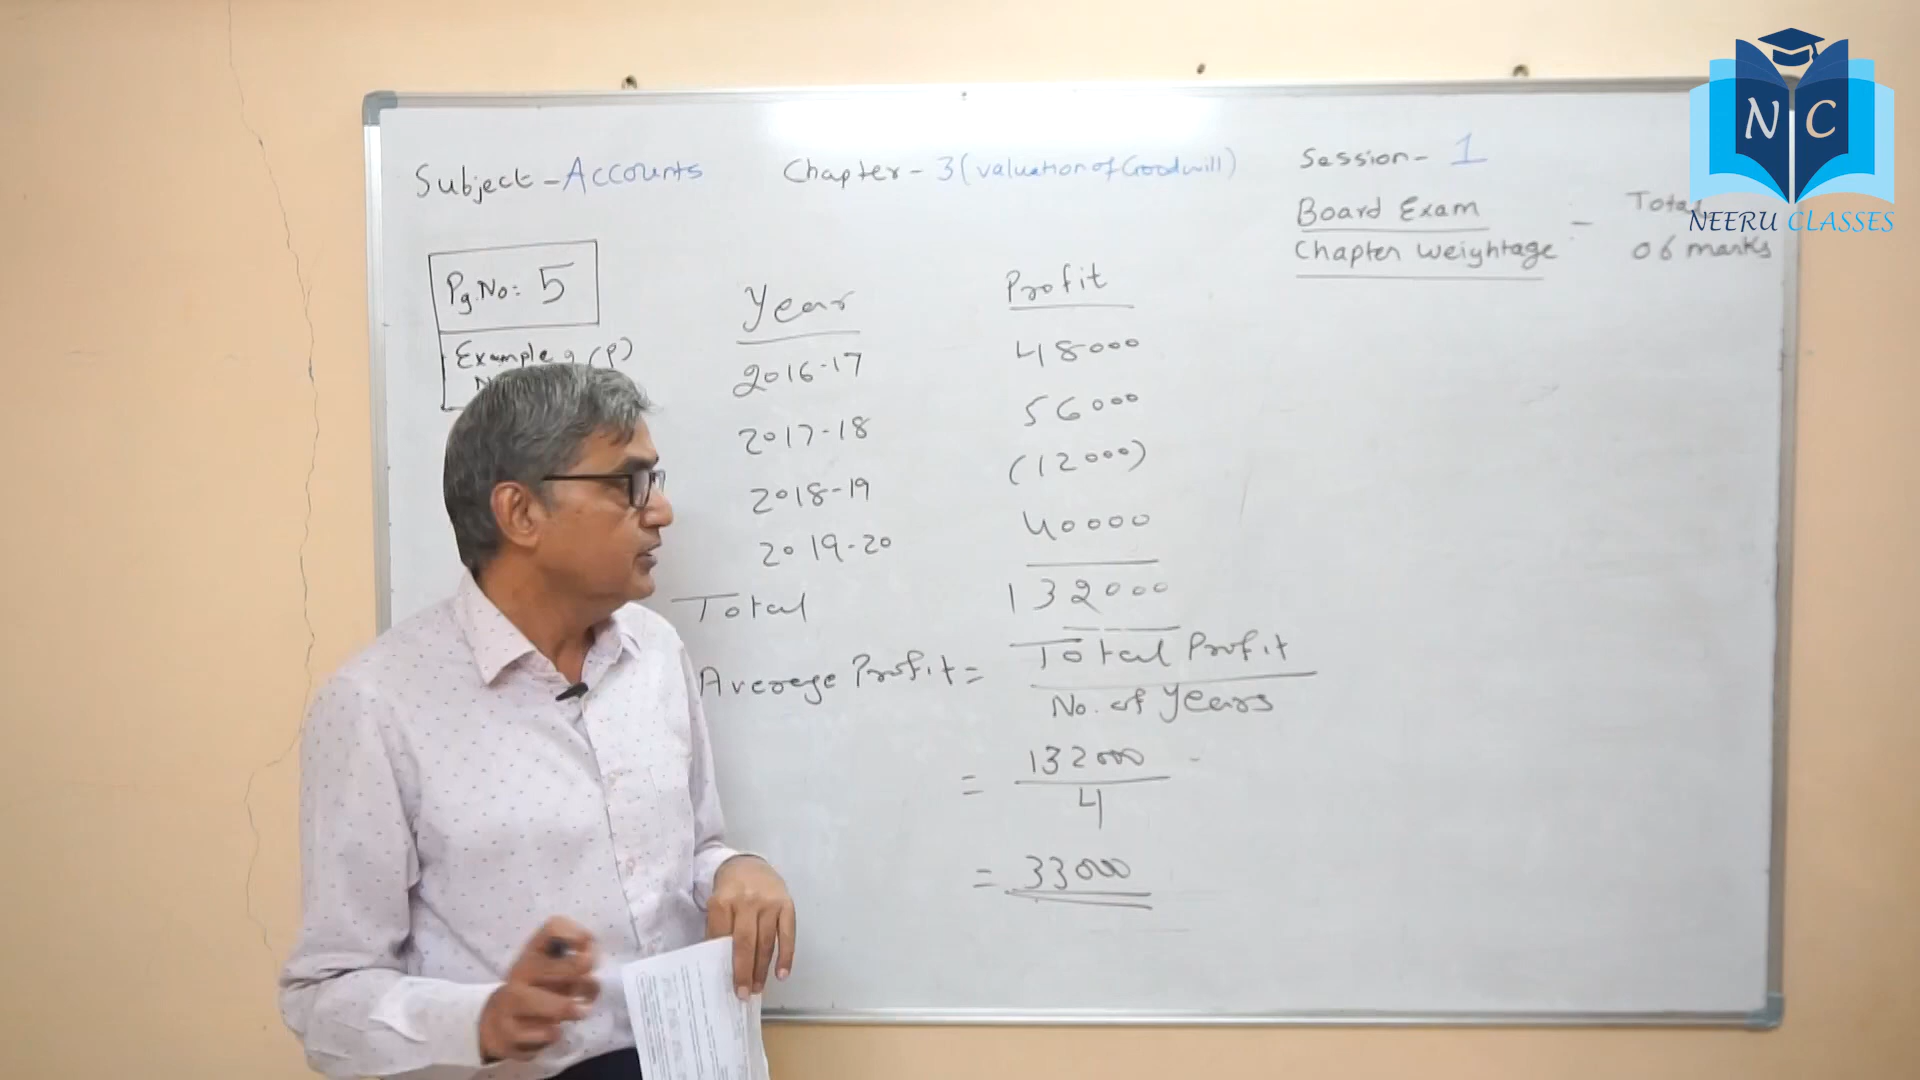 N C
NEERU CLASSES
Subject - Accounts Chapter - 3 (valuation of Goodwill) Session - 1
Board Exam
Chapter weightage - Total 06 marks
Pg.No: 5
Example
Year Profit
2016-17 48000
2017-18 56000
2018-19 (12000)
2019-20 40000
Total 132000
Average Profit = Total Profit
No. of Years
= 132000
4
= 33000